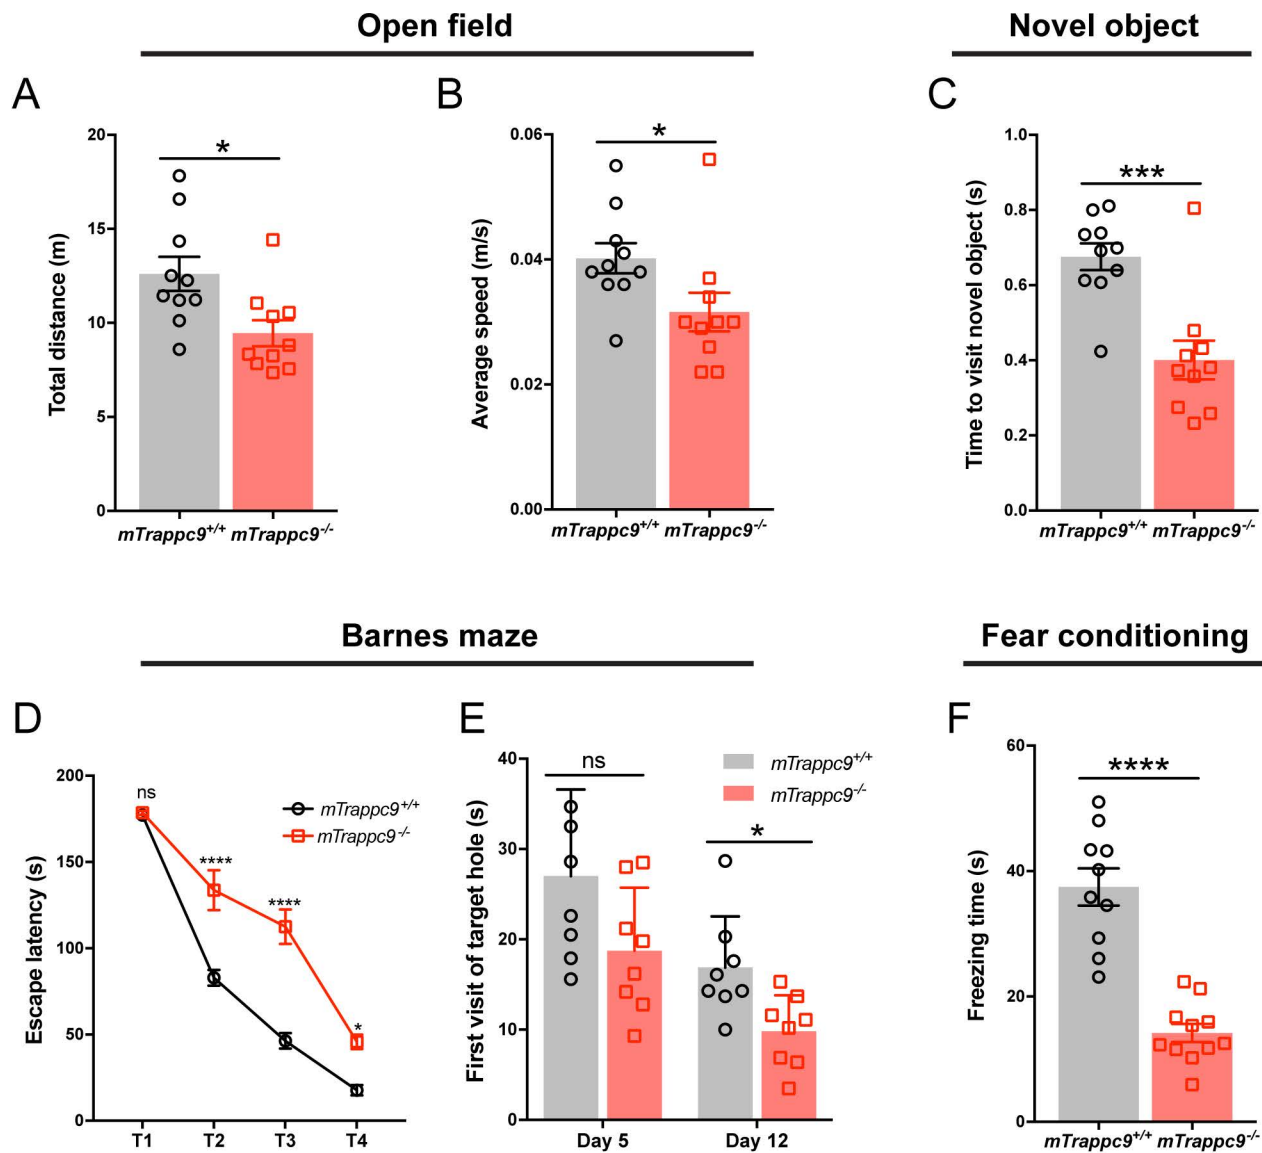 Open field
Novel object
A
B
C
Total distance (m)
20
15
10
5
0
*
mTrappc9+/+ mTrappc9-/-
Average speed (m/s)
0.06
0.04
0.02
0.00
*
mTrappc9+/+ mTrappc9-/-
Time to visit novel object (s)
1.0
0.8
0.6
0.4
0.2
0.0
***
mTrappc9+/+ mTrappc9-/-
Barnes maze
Fear conditioning
D
E
F
Escape latency (s)
200
150
100
50
0
ns
****
****
*
mTrappc9+/+
mTrappc9-/-
T1 T2 T3 T4
First visit of target hole (s)
40
30
20
10
0
ns
*
mTrappc9+/+
mTrappc9-/-
Day 5 Day 12
Freezing time (s)
60
40
20
0
****
mTrappc9+/+ mTrappc9-/-